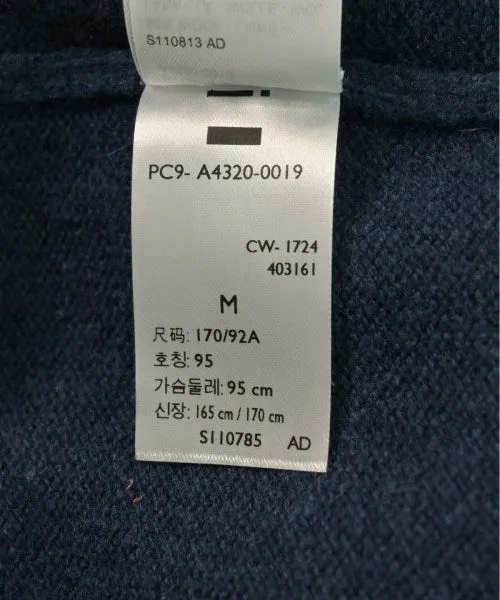 S110813 AD
PC9- A4320-0019
CW- 1724
403161
M
尺码: 170/92A
호칭: 95
가슴둘레: 95 cm
신장: 165 cm / 170 cm
S110785 AD